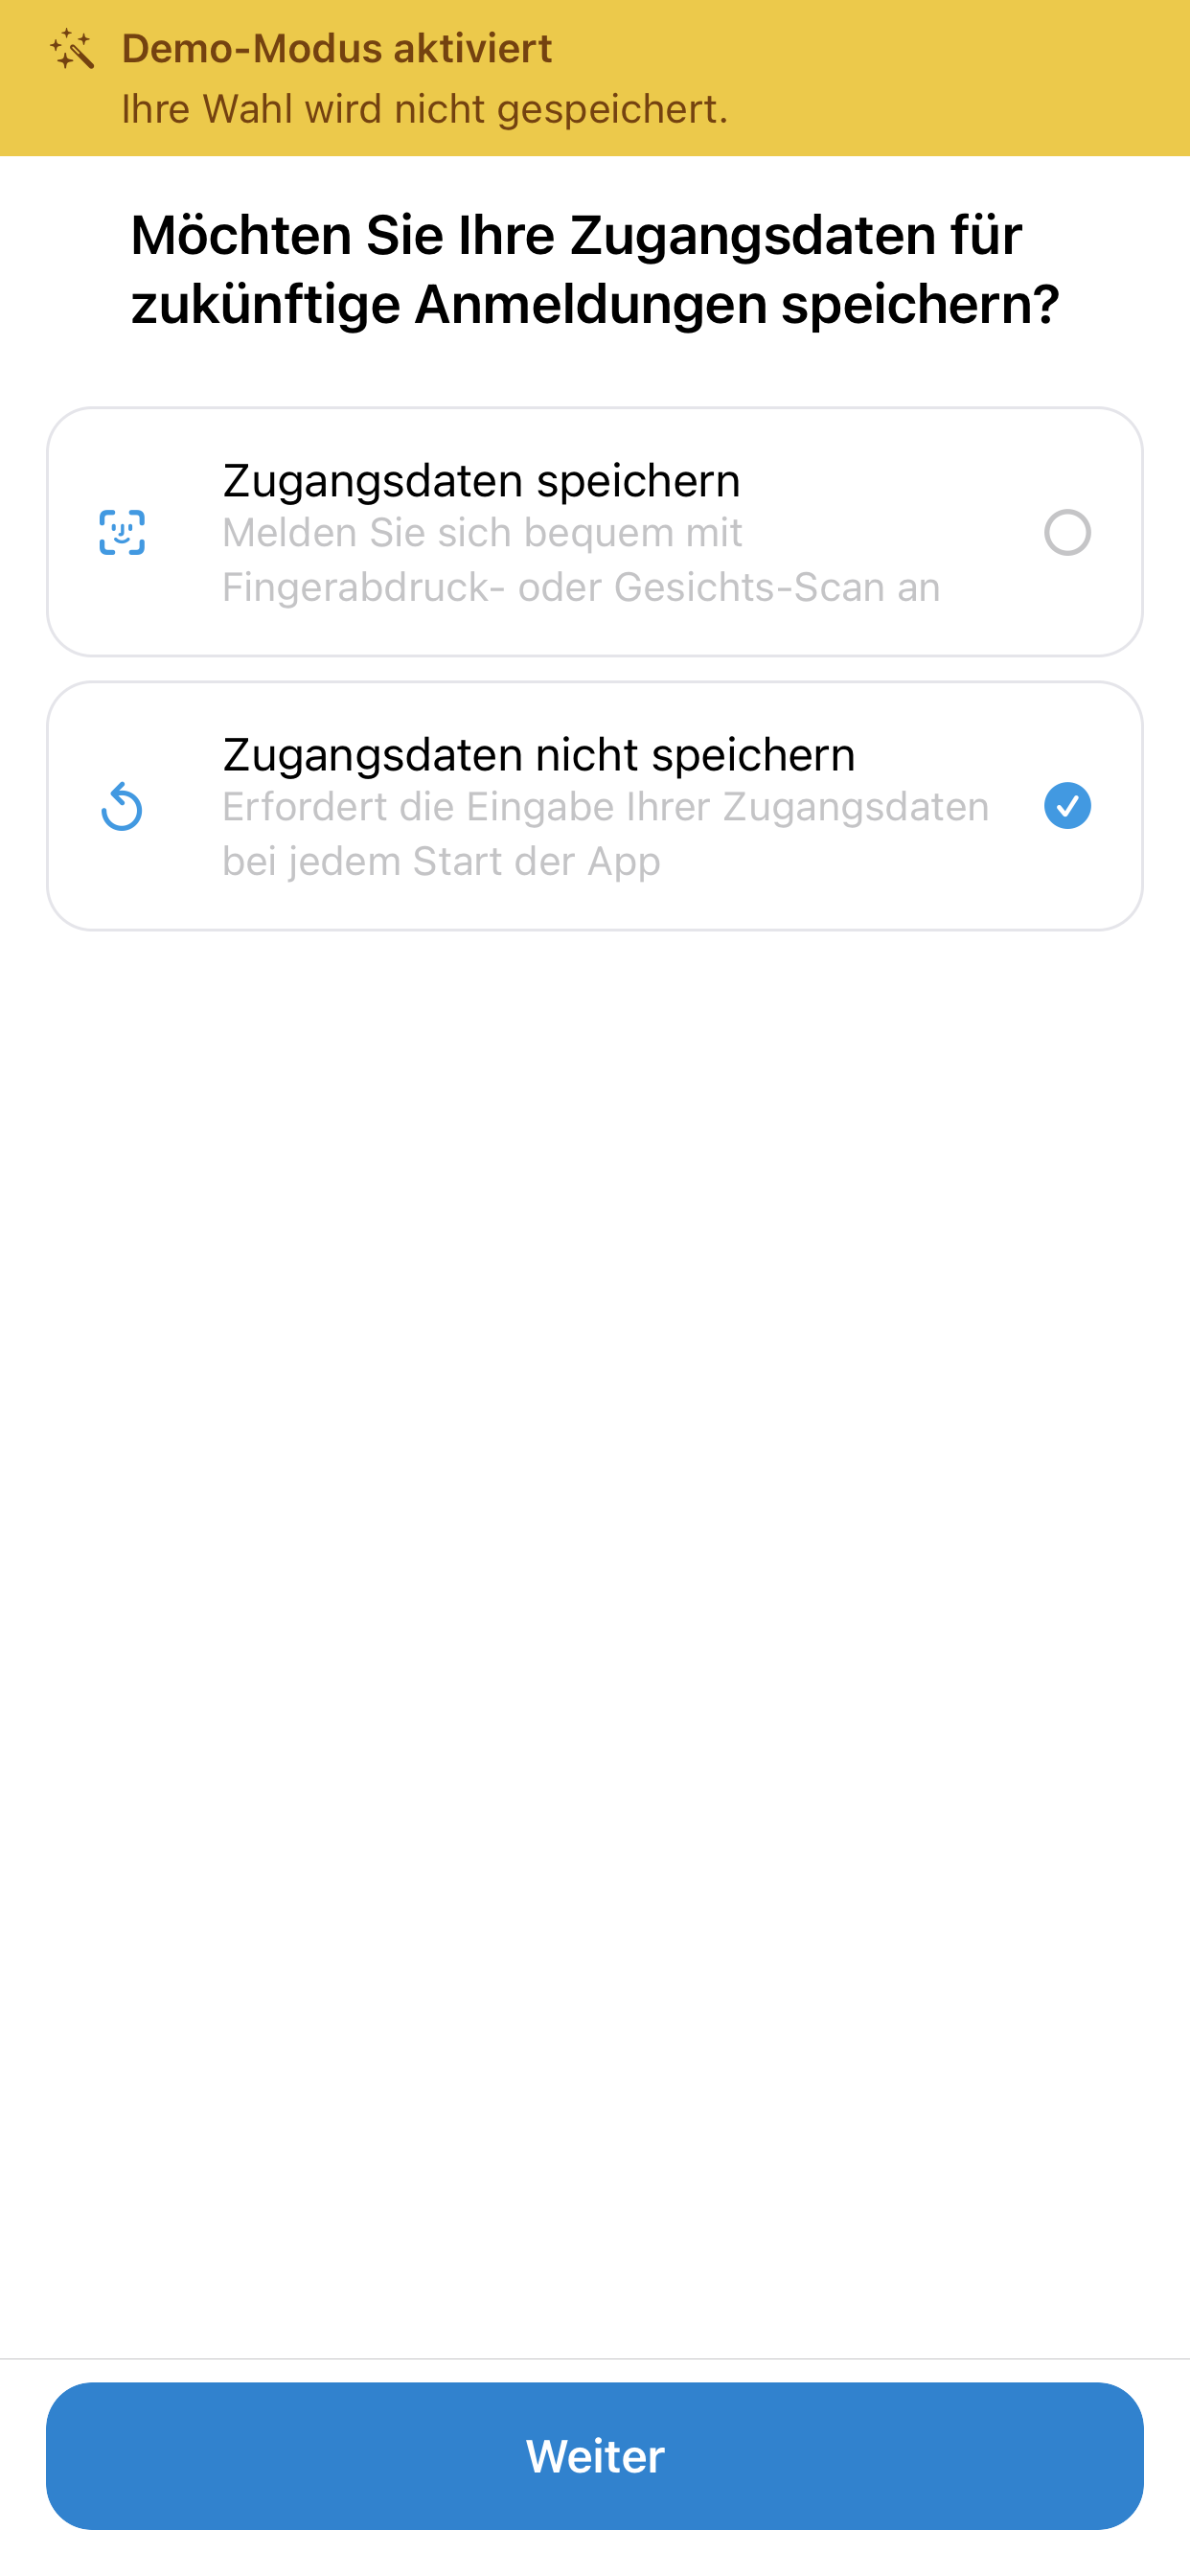 Demo-Modus aktiviert
Ihre Wahl wird nicht gespeichert.
Möchten Sie Ihre Zugangsdaten für
zukünftige Anmeldungen speichern?
Zugangsdaten speichern
Melden Sie sich bequem mit
Fingerabdruck- oder Gesichts-Scan an
Zugangsdaten nicht speichern
Erfordert die Eingabe Ihrer Zugangsdaten
bei jedem Start der App
Weiter